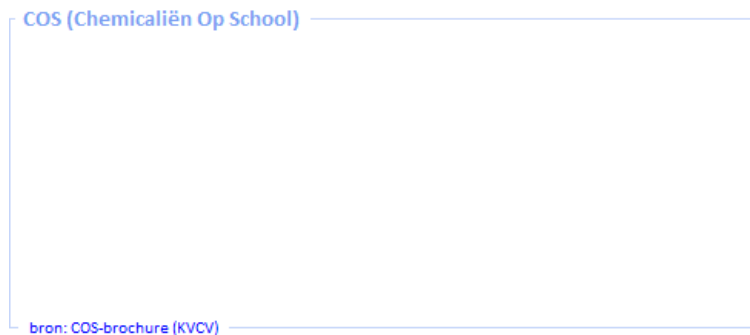 COS (Chemicaliën Op School)
bron: COS-brochure (KVCV)